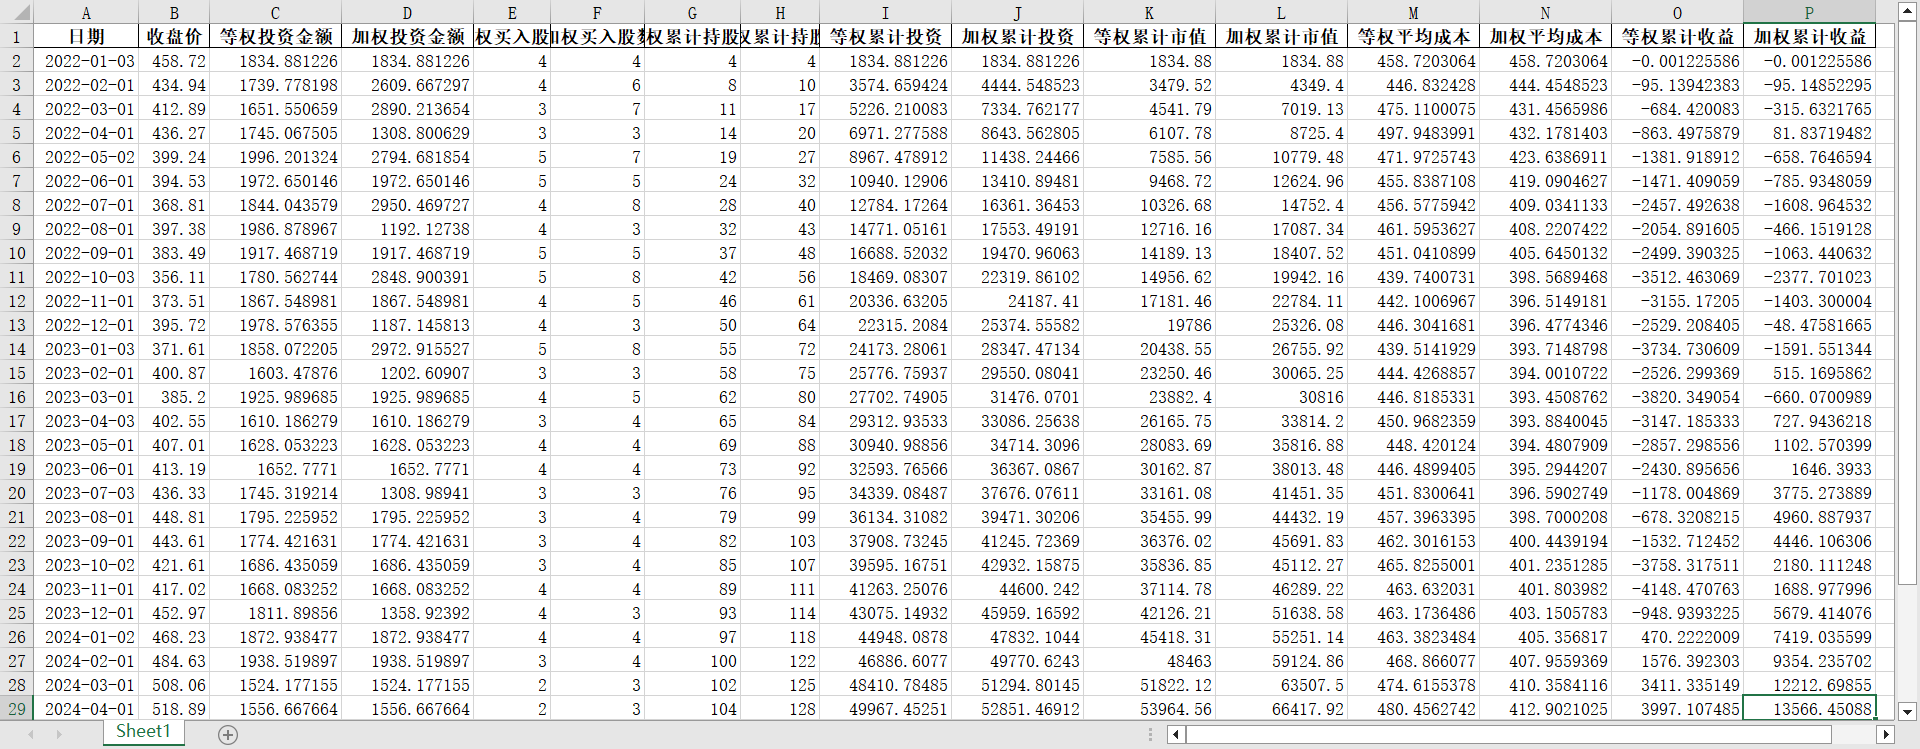 A B C D E F G H I J K L M N O P
1 日期 收盘价 等权投资金额 加权投资金额 权买入股 加权买入股数 权累计持股 权累计持股 等权累计投资 加权累计投资 等权累计市值 加权累计市值 等权平均成本 加权平均成本 等权累计收益 加权累计收益
2 2022-01-03 458.72 1834.881226 1834.881226 4 4 4 4 1834.881226 1834.881226 1834.88 1834.88 458.7203064 458.7203064 -0.001225586 -0.001225586
3 2022-02-01 434.94 1739.778198 2609.667297 4 6 8 10 3574.659424 4444.548523 3479.52 4349.4 446.832428 444.4548523 -95.13942383 -95.14852295
4 2022-03-01 412.89 1651.550659 2890.213654 3 7 11 17 5226.210083 7334.762177 4541.79 7019.13 475.1100075 431.4565986 -684.420083 -315.6321765
5 2022-04-01 436.27 1745.067505 1308.800629 3 3 14 20 6971.277588 8643.562805 6107.78 8725.4 497.9483991 432.1781403 -863.4975879 81.83719482
6 2022-05-02 399.24 1996.201324 2794.681854 5 7 19 27 8967.478912 11438.24466 7585.56 10779.48 471.9725743 423.6386911 -1381.918912 -658.7646594
7 2022-06-01 394.53 1972.650146 1972.650146 5 5 24 32 10940.12906 13410.89481 9468.72 12624.96 455.8387108 419.0904627 -1471.409059 -785.9348059
8 2022-07-01 368.81 1844.043579 2950.469727 4 8 28 40 12784.17264 16361.36453 10326.68 14752.4 456.5775942 409.0341133 -2457.492638 -1608.964532
9 2022-08-01 397.38 1986.878967 1192.12738 4 3 32 43 14771.05161 17553.49191 12716.16 17087.34 461.5953627 408.2207422 -2054.891605 -466.1519128
10 2022-09-01 383.49 1917.468719 1917.468719 5 5 37 48 16688.52032 19470.96063 14189.13 18407.52 451.0410899 405.6450132 -2499.390325 -1063.440632
11 2022-10-03 356.11 1780.562744 2848.900391 5 8 42 56 18469.08307 22319.86102 14956.62 19942.16 439.7400731 398.5689468 -3512.463069 -2377.701023
12 2022-11-01 373.51 1867.548981 1867.548981 4 5 46 61 20336.63205 24187.41 17181.46 22784.11 442.1006967 396.5149181 -3155.17205 -1403.300004
13 2022-12-01 395.72 1978.576355 1187.145813 4 3 50 64 22315.2084 25374.55582 19786 25326.08 446.3041681 396.4774346 -2529.208405 -48.47581665
14 2023-01-03 371.61 1858.072205 2972.915527 5 8 55 72 24173.28061 28347.47134 20438.55 26755.92 439.5141929 393.7148798 -3734.730609 -1591.551344
15 2023-02-01 400.87 1603.47876 1202.60907 3 3 58 75 25776.75937 29550.08041 23250.46 30065.25 444.4268857 394.0010722 -2526.299369 515.1695862
16 2023-03-01 385.2 1925.989685 1925.989685 4 5 62 80 27702.74905 31476.0701 23882.4 30816 446.8185331 393.4508762 -3820.349054 -660.0700989
17 2023-04-03 402.55 1610.186279 1610.186279 3 4 65 84 29312.93533 33086.25638 26165.75 33814.2 450.9682359 393.8840045 -3147.185333 727.9436218
18 2023-05-01 407.01 1628.053223 1628.053223 4 4 69 88 30940.98856 34714.3096 28083.69 35816.88 448.420124 394.4807909 -2857.298556 1102.570399
19 2023-06-01 413.19 1652.7771 1652.7771 4 4 73 92 32593.76566 36367.0867 30162.87 38013.48 446.4899405 395.2944207 -2430.895656 1646.3933
20 2023-07-03 436.33 1745.319214 1308.98941 3 3 76 95 34339.08487 37676.07611 33161.08 41451.35 451.8300641 396.5902749 -1178.004869 3775.273889
21 2023-08-01 448.81 1795.225952 1795.225952 3 4 79 99 36134.31082 39471.30206 35455.99 44432.19 457.3963395 398.7000208 -678.3208215 4960.887937
22 2023-09-01 443.61 1774.421631 1774.421631 3 4 82 103 37908.73245 41245.72369 36376.02 45691.83 462.3016153 400.4439194 -1532.712452 4446.106306
23 2023-10-02 421.61 1686.435059 1686.435059 3 4 85 107 39595.16751 42932.15875 35836.85 45112.27 465.8255001 401.2351285 -3758.317511 2180.111248
24 2023-11-01 417.02 1668.083252 1668.083252 4 4 89 111 41263.25076 44600.242 37114.78 46289.22 463.632031 401.803982 -4148.470763 1688.977996
25 2023-12-01 452.97 1811.89856 1358.92392 4 3 93 114 43075.14932 45959.16592 42126.21 51638.58 463.1736486 403.1505783 -948.9393225 5679.414076
26 2024-01-02 468.23 1872.938477 1872.938477 4 4 97 118 44948.0878 47832.1044 45418.31 55251.14 463.3823484 405.356817 470.2222009 7419.035599
27 2024-02-01 484.63 1938.519897 1938.519897 3 4 100 122 46886.6077 49770.6243 48463 59124.86 468.866077 407.9559369 1576.392303 9354.235702
28 2024-03-01 508.06 1524.177155 1524.177155 2 3 102 125 48410.78485 51294.80145 51822.12 63507.5 474.6155378 410.3584116 3411.335149 12212.69855
29 2024-04-01 518.89 1556.667664 1556.667664 2 3 104 128 49967.45251 52851.46912 53964.56 66417.92 480.4562742 412.9021025 3997.107485 13566.45088
Sheet1